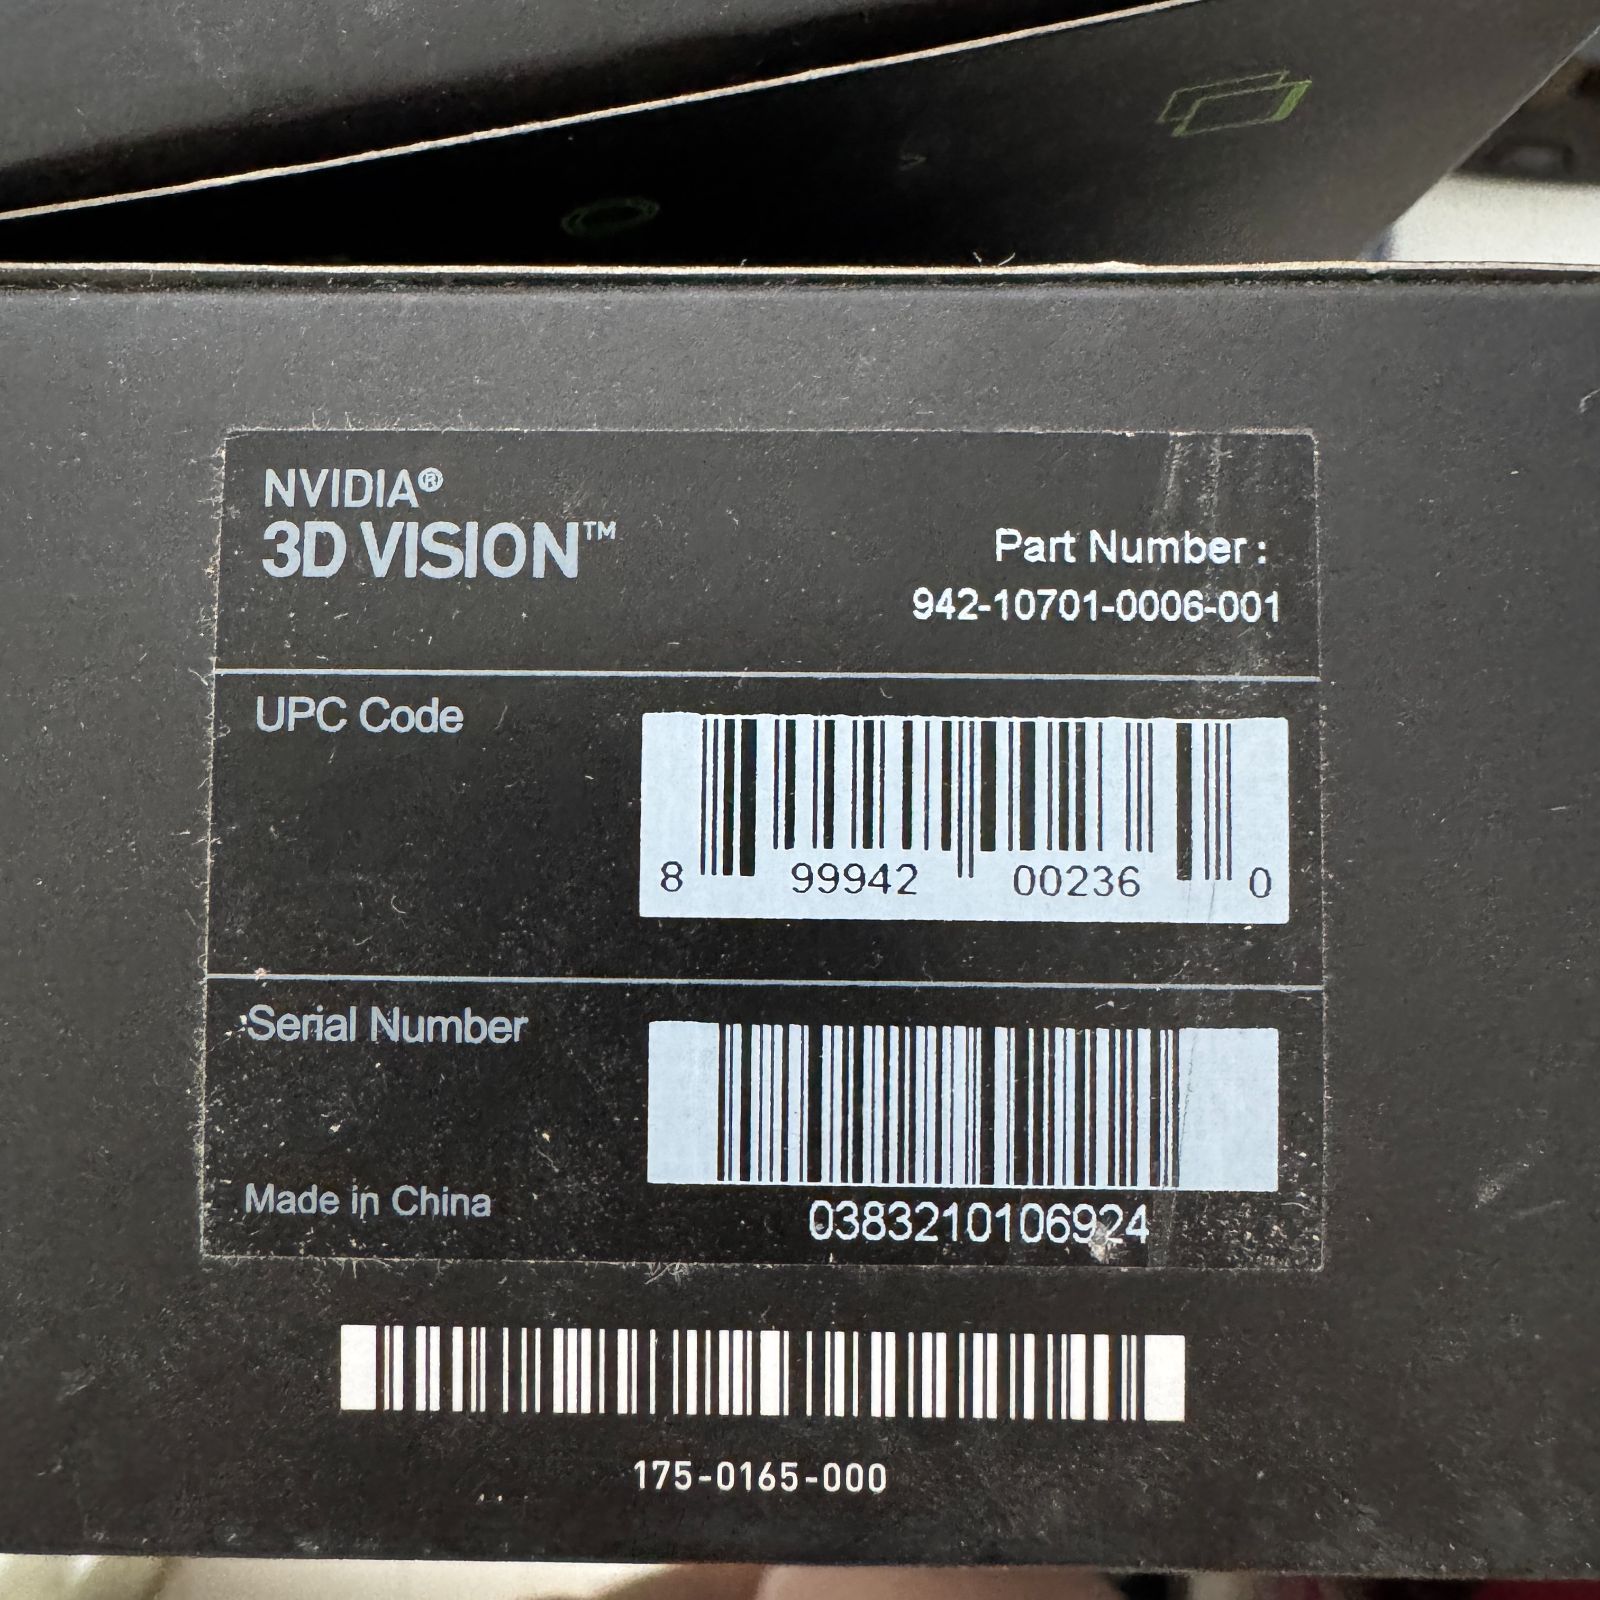 NVIDIA®
3D VISION™
Part Number :
942-10701-0006-001
UPC Code
8 99942 00236 0
Serial Number
Made in China
0383210106924
175-0165-000